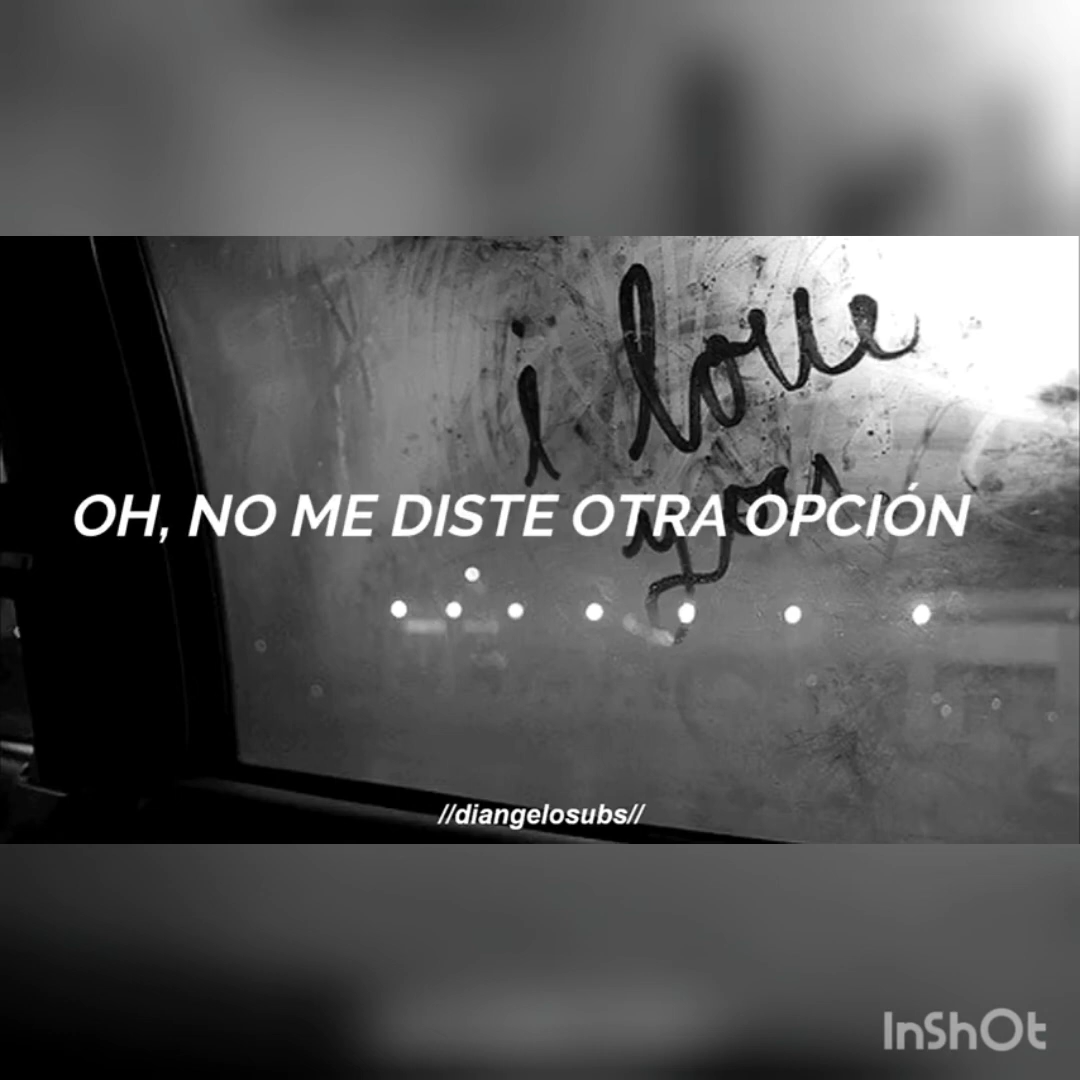 i love
you
OH, NO ME DISTE OTRA OPCIÓN
//diangelosubs//
InShOt